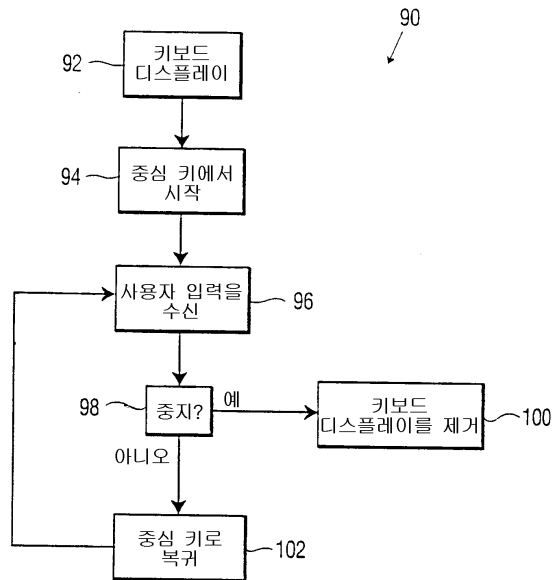 90
92
키보드
디스플레이
94
중심 키에서
시작
사용자 입력을
수신
96
98
중지?
예
키보드
디스플레이를 제거
100
아니오
중심 키로
복귀
102